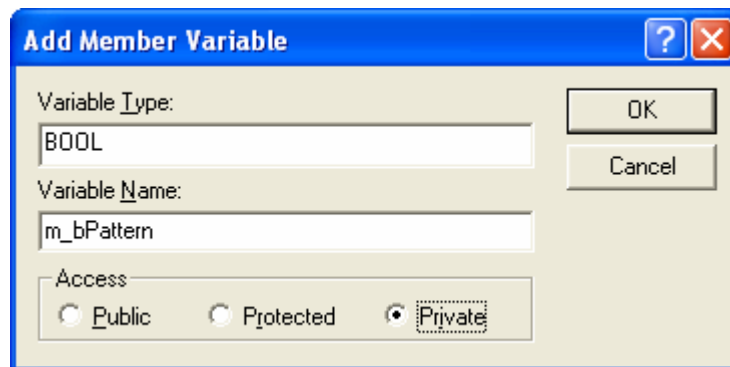 Add Member Variable
Variable Type:
OK
BOOL
Cancel
Variable Name:
m_bPattern
Access
Public Protected Private